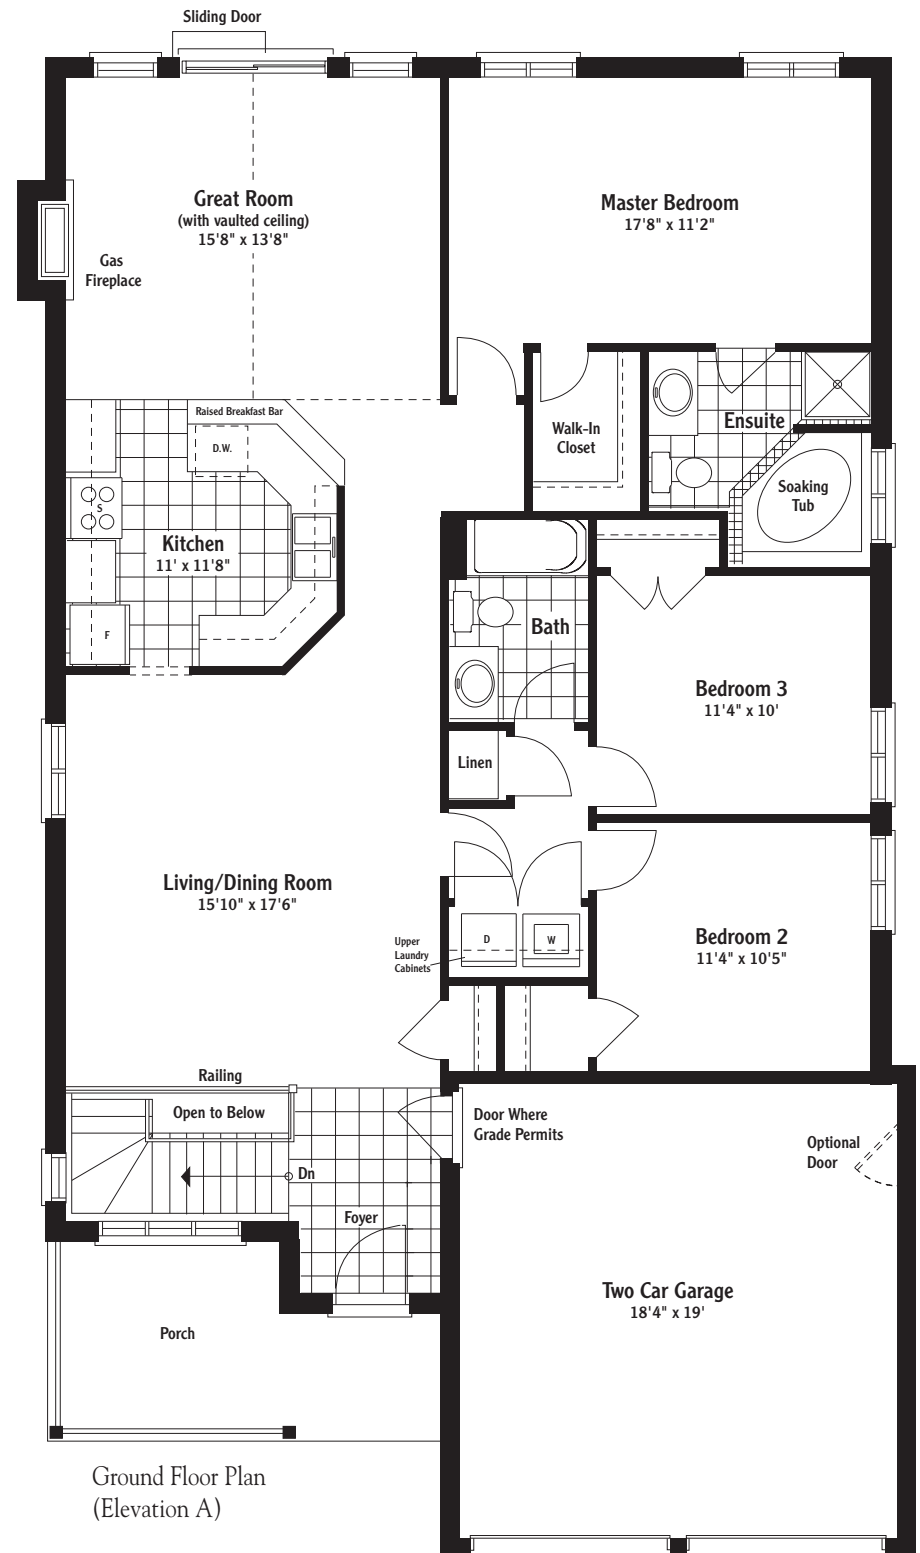 Sliding Door
Great Room
(with vaulted ceiling)
15'8" x 13'8"
Master Bedroom
17'8" x 11'2"
Gas
Fireplace
Raised Breakfast Bar
D.W.
Walk-In
Closet
Ensuite
Soaking
Tub
S
Kitchen
11' x 11'8"
F
Bath
Bedroom 3
11'4" x 10'
Linen
Living/Dining Room
15'10" x 17'6"
Upper
Laundry
Cabinets
D
W
Bedroom 2
11'4" x 10'5"
Railing
Open to Below
Door Where
Grade Permits
Optional
Door
Dn
Foyer
Two Car Garage
18'4" x 19'
Porch
Ground Floor Plan
(Elevation A)